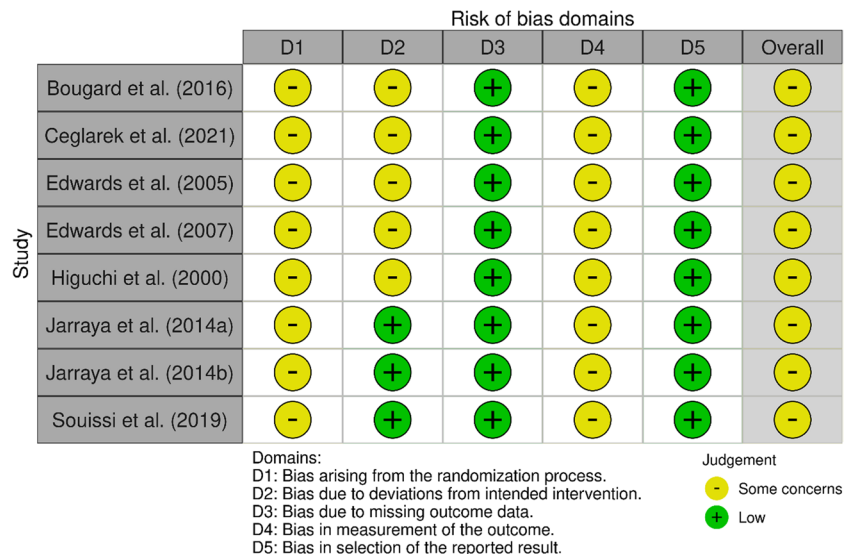 Risk of bias domains
D1 D2 D3 D4 D5 Overall
Study
Bougard et al. (2016) - - + - + -
Ceglarek et al. (2021) - - + - + -
Edwards et al. (2005) - - + - + -
Edwards et al. (2007) - - + - + -
Higuchi et al. (2000) - - + - + -
Jarraya et al. (2014a) - + + - + -
Jarraya et al. (2014b) - + + - + -
Souissi et al. (2019) - + + - + -
Domains:
D1: Bias arising from the randomization process.
D2: Bias due to deviations from intended intervention.
D3: Bias due to missing outcome data.
D4: Bias in measurement of the outcome.
D5: Bias in selection of the reported result.
Judgement
- Some concerns
+ Low